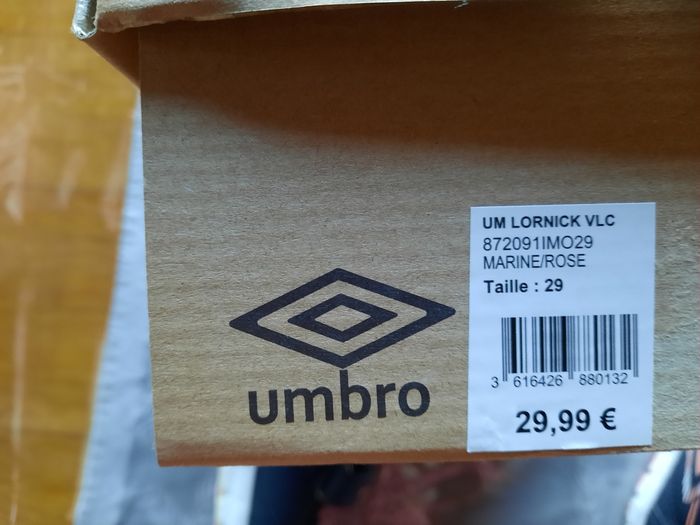 UM LORNICK VLC
872091IMO29
MARINE/ROSE
Taille : 29
3 616426 880132
29,99 €
umbro